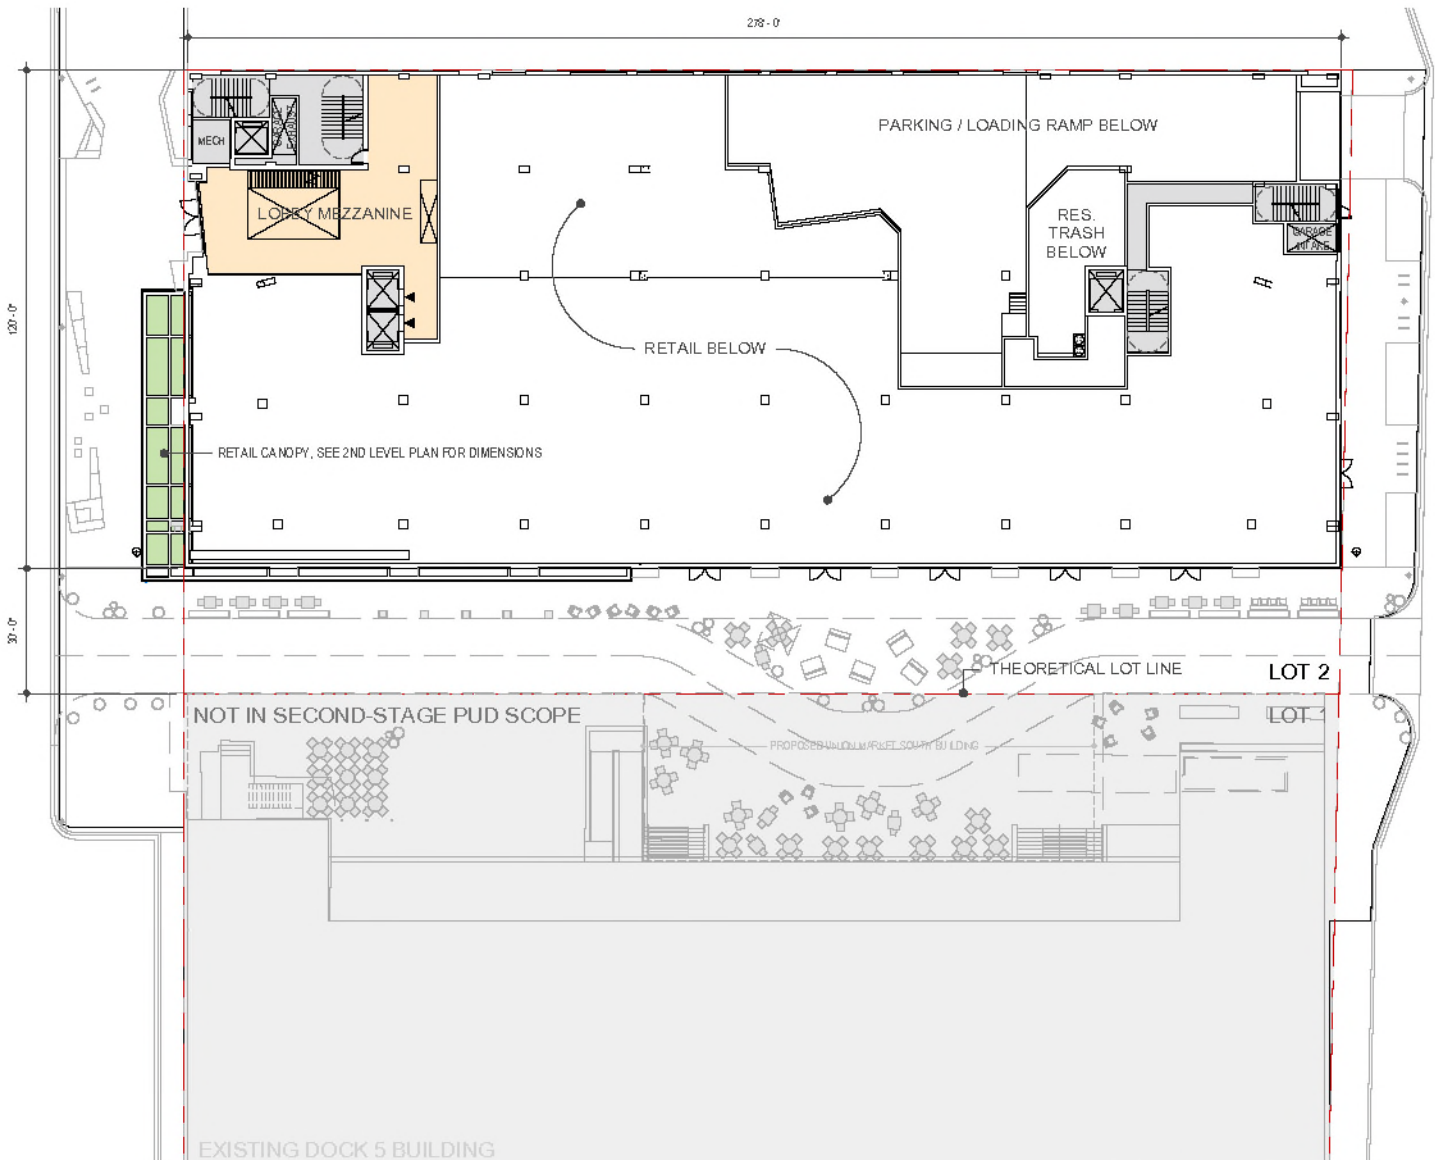 278'-0"
PARKING / LOADING RAMP BELOW
GARAGE
EXHAUST
MECH
LOBBY MEZZANINE
RES.
TRASH
BELOW
GARAGE
INTAKE
120'-0"
RETAIL BELOW
RETAIL CANOPY, SEE 2ND LEVEL PLAN FOR DIMENSIONS
30'-0"
THEORETICAL LOT LINE
LOT 2
NOT IN SECOND-STAGE PUD SCOPE
LOT 1
PROPOSED UNION MARKET SOUTH BUILDING
EXISTING DOCK 5 BUILDING